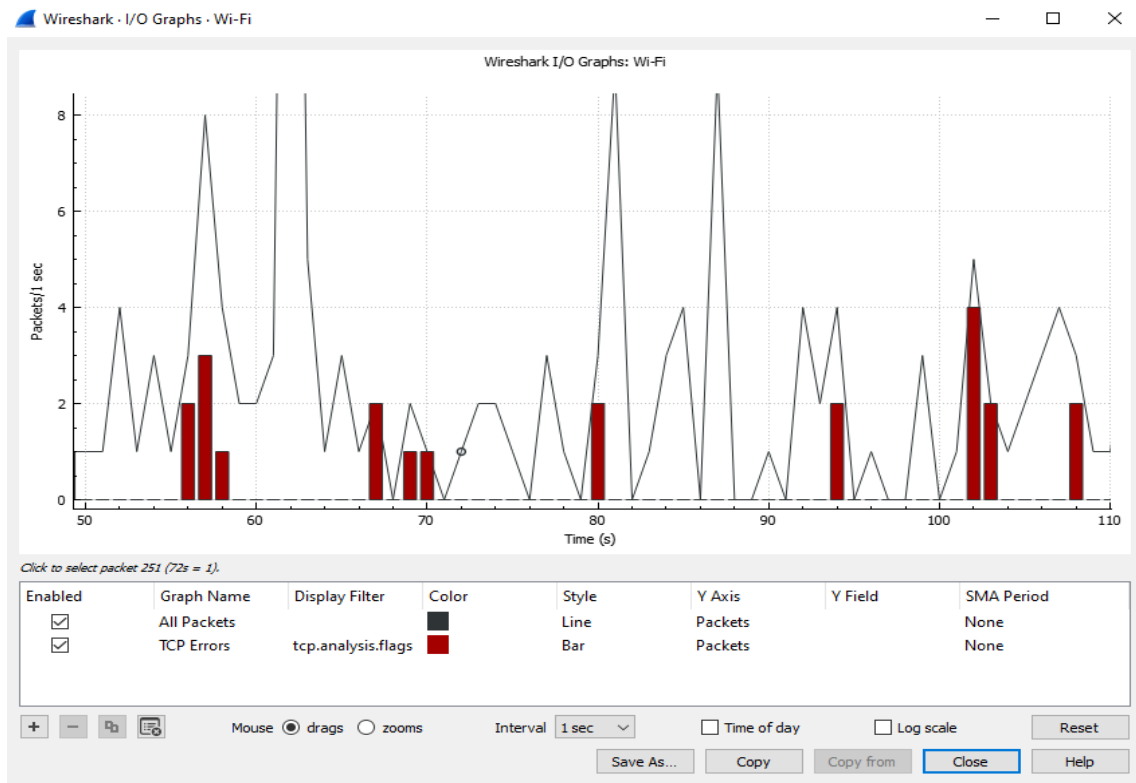 Wireshark · I/O Graphs · Wi-Fi
Wireshark I/O Graphs: Wi-Fi
8
6
4
2
0
Packets/1 sec
50 60 70 80 90 100 110
Time (s)
Click to select packet 251 (72s = 1).
Enabled Graph Name Display Filter Color Style Y Axis Y Field SMA Period
All Packets Line Packets None
TCP Errors tcp.analysis.flags Bar Packets None
+ − Mouse drags zooms Interval 1 sec Time of day Log scale Reset
Save As... Copy Copy from Close Help